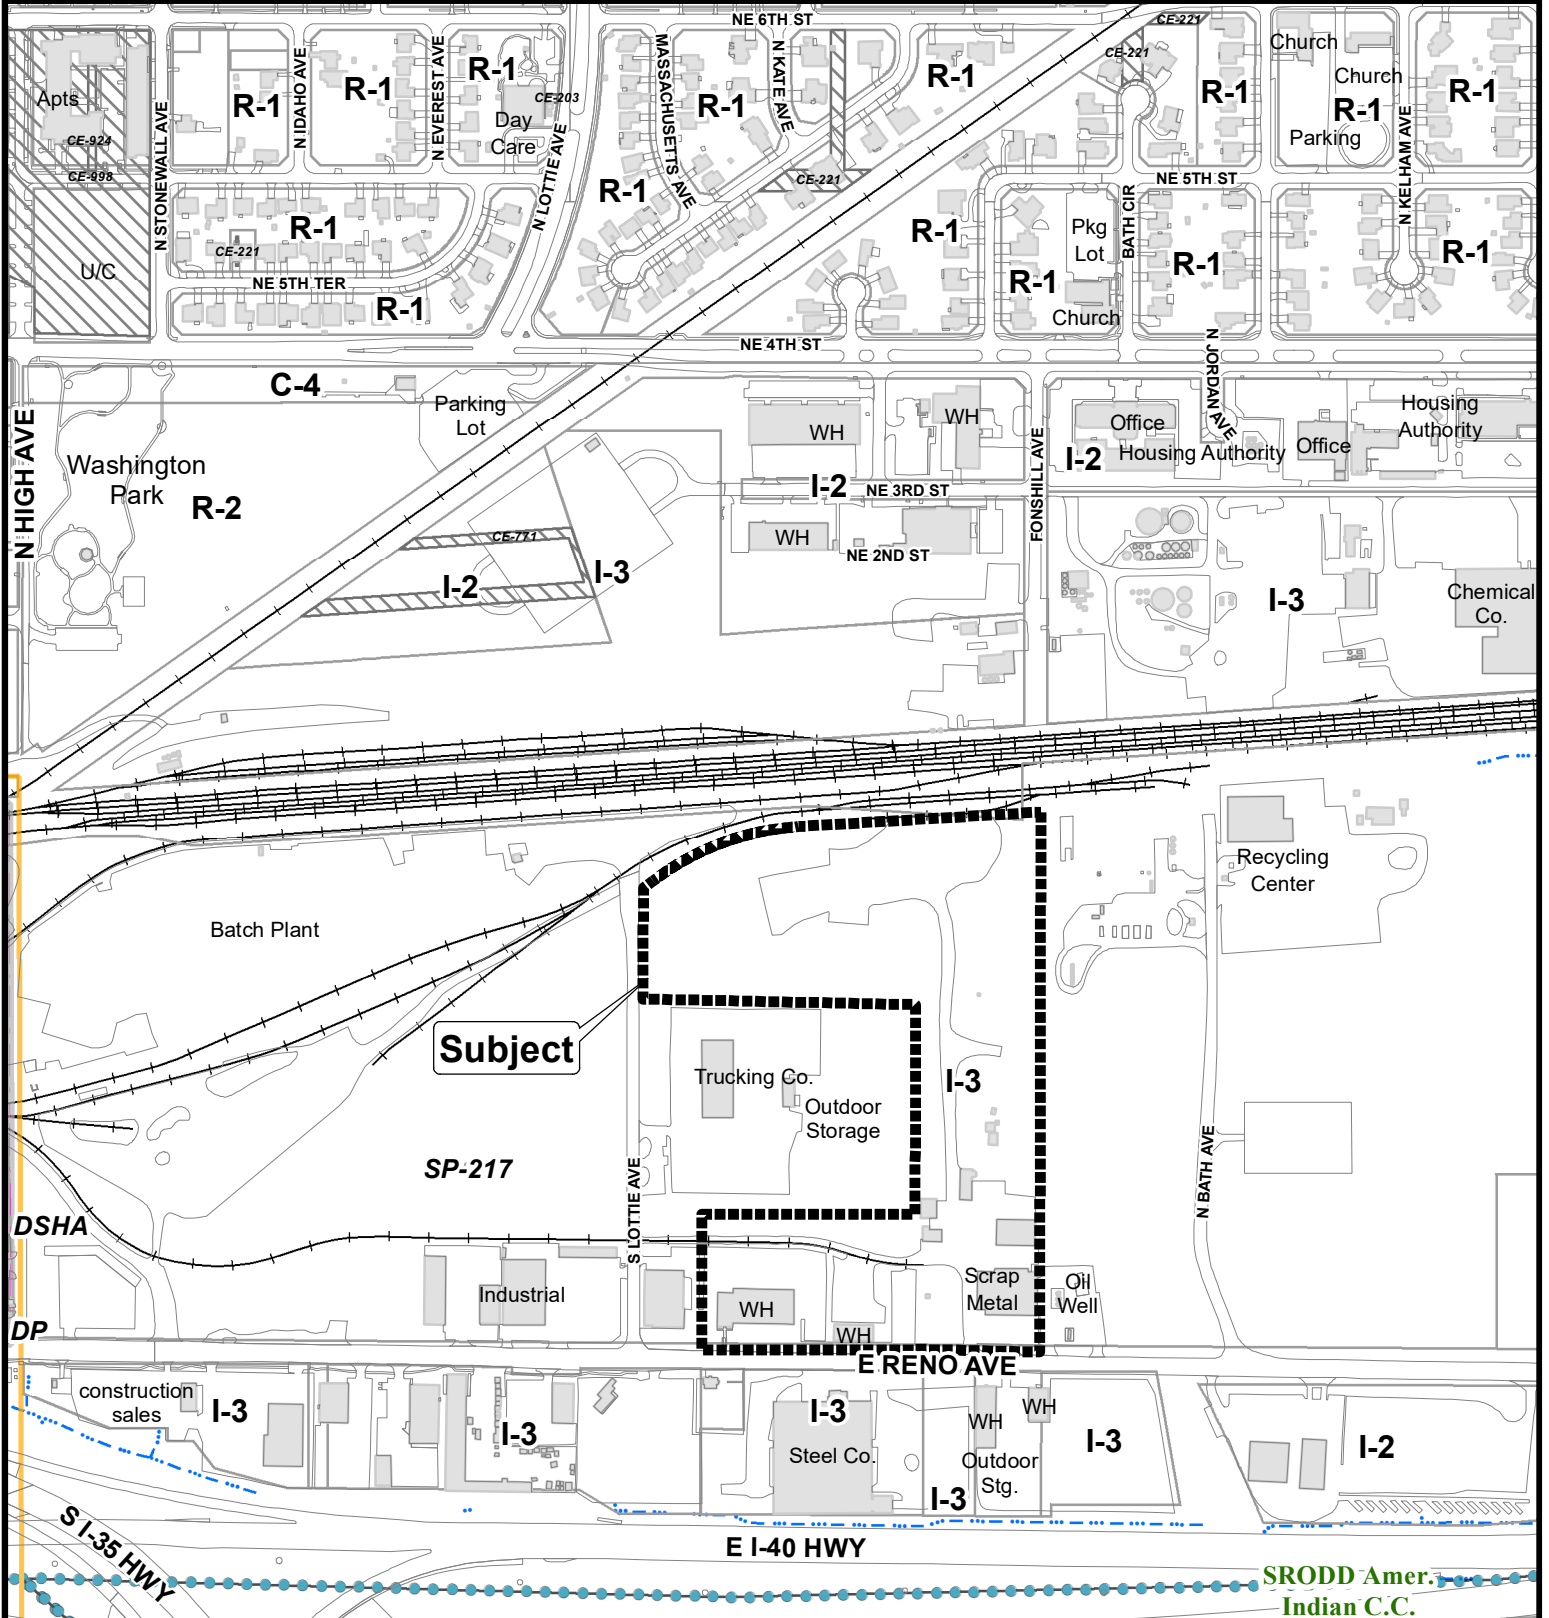 NE 6TH ST
CE-221
Apts
CE-924
CE-998
N STONEWALL AVE
R-1
N IDAHO AVE
R-1
N EVEREST AVE
R-1
Day
Care
CE-203
N LOTTIE AVE
MASSACHUSETTS AVE
R-1
N KATE AVE
R-1
CE-221
R-1
Church
Church
R-1
Parking
N KELHAM AVE
R-1
U/C
R-1
CE-221
NE 5TH TER
R-1
R-1
CE-221
R-1
NE 5TH ST
BATH CIR
Pkg
Lot
R-1
Church
R-1
R-1
NE 4TH ST
N JORDAN AVE
C-4
Parking
Lot
N HIGH AVE
Washington
Park
R-2
WH
WH
I-2
NE 3RD ST
WH
NE 2ND ST
FONSHILL AVE
Office
I-2
Housing Authority
Office
Housing
Authority
CE-771
I-2
I-3
I-3
Chemical
Co.
Batch Plant
Recycling
Center
Subject
Trucking Co.
Outdoor
Storage
I-3
SP-217
S LOTTIE AVE
N BATH AVE
DSHA
DP
Industrial
WH
WH
Scrap
Metal
Oil
Well
E RENO AVE
construction
sales
I-3
I-3
I-3
Steel Co.
WH
WH
Outdoor
Stg.
I-3
I-3
I-2
S I-35 HWY
E I-40 HWY
SRODD Amer.
Indian C.C.